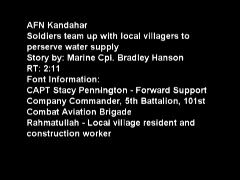 AFN Kandahar
Soldiers team up with local villagers to
perserve water supply
Story by: Marine Cpl. Bradley Hanson
RT: 2:11
Font Information:
CAPT Stacy Pennington - Forward Support
Company Commander, 5th Battalion, 101st
Combat Aviation Brigade
Rahmatullah - Local village resident and
construction worker